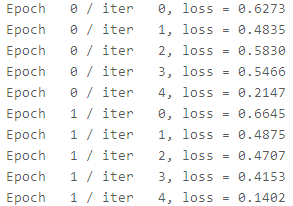 Epoch   0 / iter   0, loss = 0.6273
Epoch   0 / iter   1, loss = 0.4835
Epoch   0 / iter   2, loss = 0.5830
Epoch   0 / iter   3, loss = 0.5466
Epoch   0 / iter   4, loss = 0.2147
Epoch   1 / iter   0, loss = 0.6645
Epoch   1 / iter   1, loss = 0.4875
Epoch   1 / iter   2, loss = 0.4707
Epoch   1 / iter   3, loss = 0.4153
Epoch   1 / iter   4, loss = 0.1402